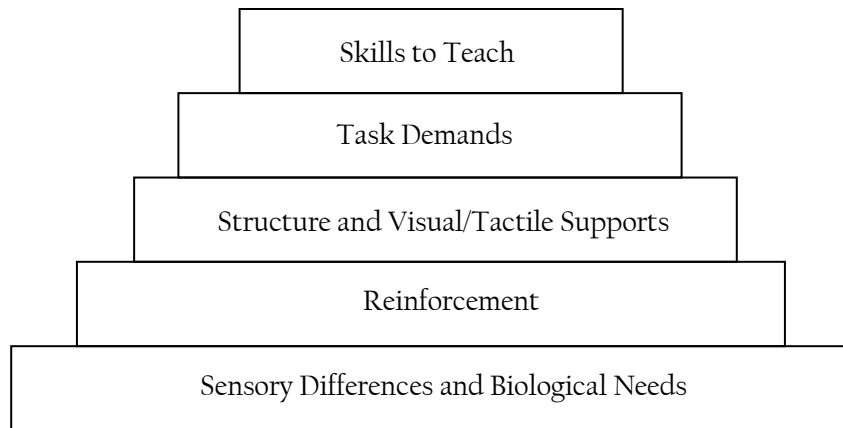 Skills to Teach
Task Demands
Structure and Visual/Tactile Supports
Reinforcement
Sensory Differences and Biological Needs